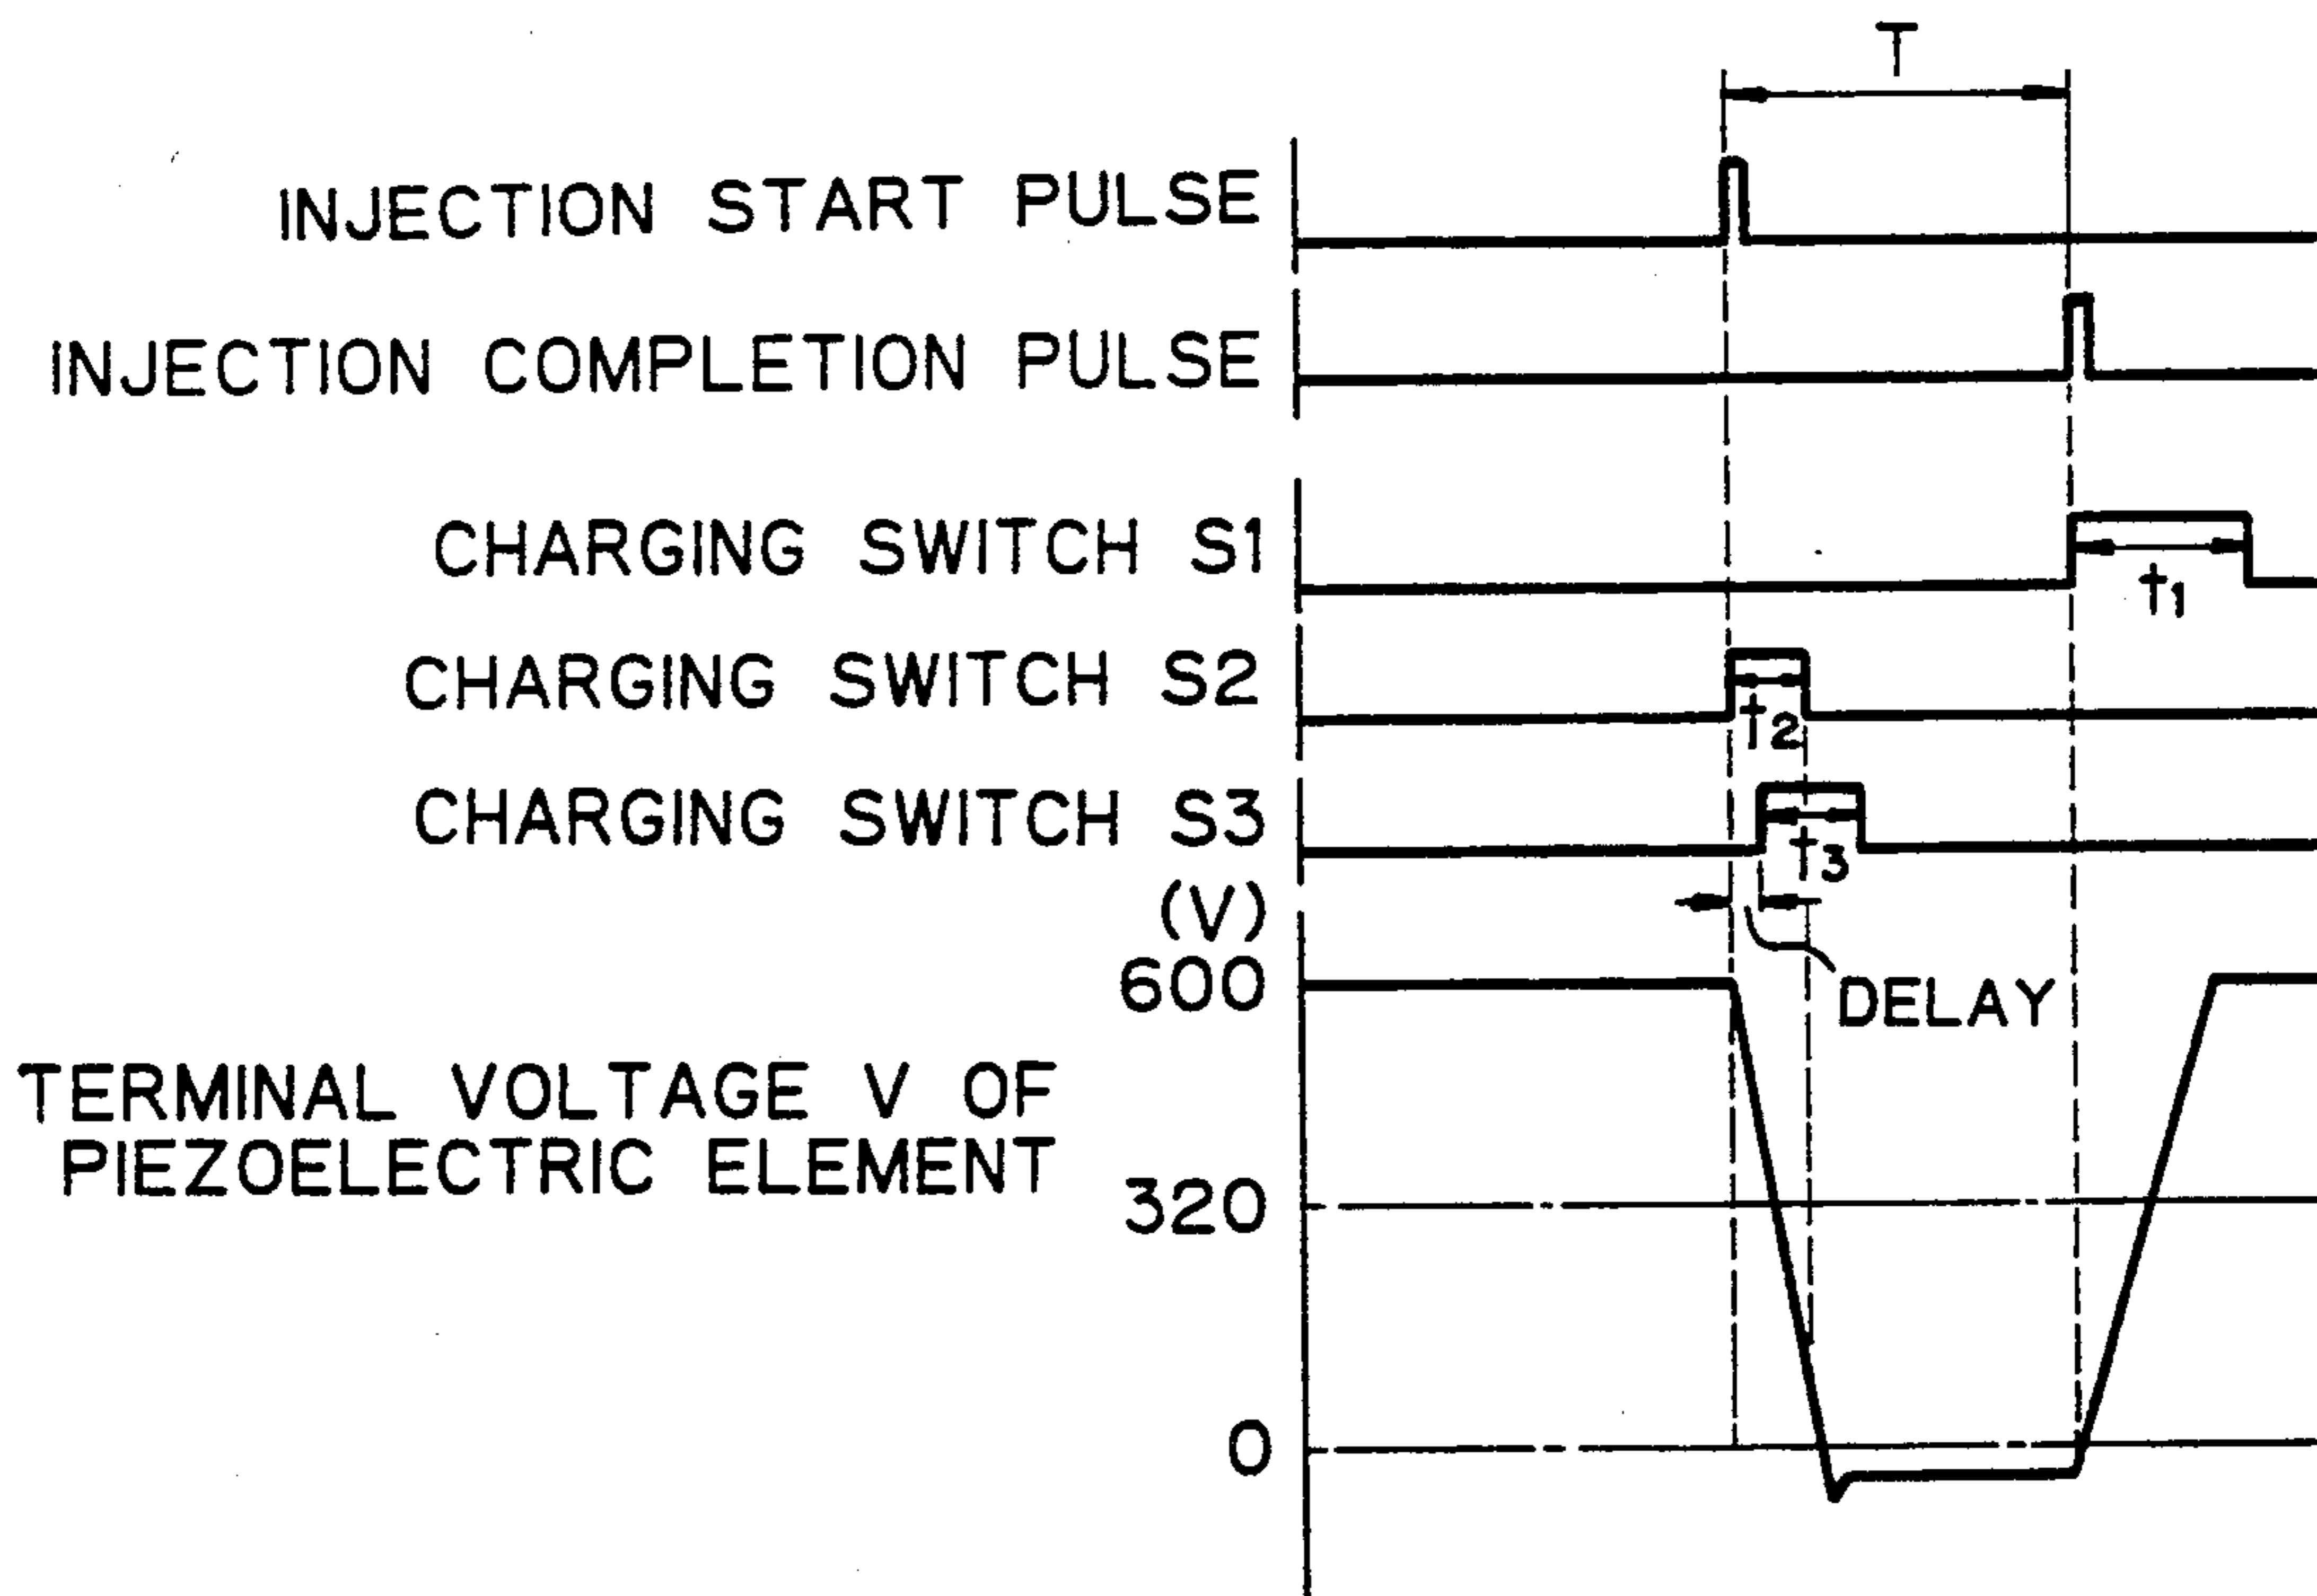 T
INJECTION START PULSE
INJECTION COMPLETION PULSE
CHARGING SWITCH S1
t1
CHARGING SWITCH S2
t2
CHARGING SWITCH S3
t3
(V)
600
DELAY
TERMINAL VOLTAGE V OF
PIEZOELECTRIC ELEMENT
320
0